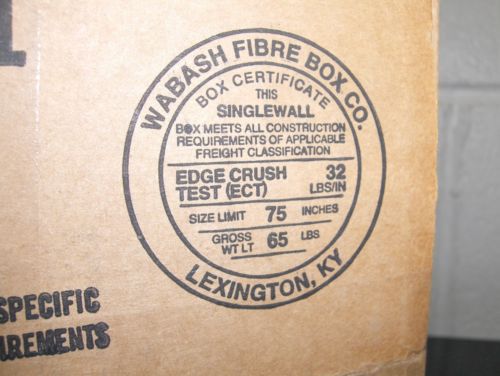 WABASH FIBRE BOX CO.
BOX CERTIFICATE
THIS
SINGLEWALL
BOX MEETS ALL CONSTRUCTION
REQUIREMENTS OF APPLICABLE
FREIGHT CLASSIFICATION
EDGE CRUSH TEST (ECT) 32 LBS/IN
SIZE LIMIT 75 INCHES
GROSS WT LT 65 LBS
LEXINGTON, KY
SPECIFIC
IREMENTS